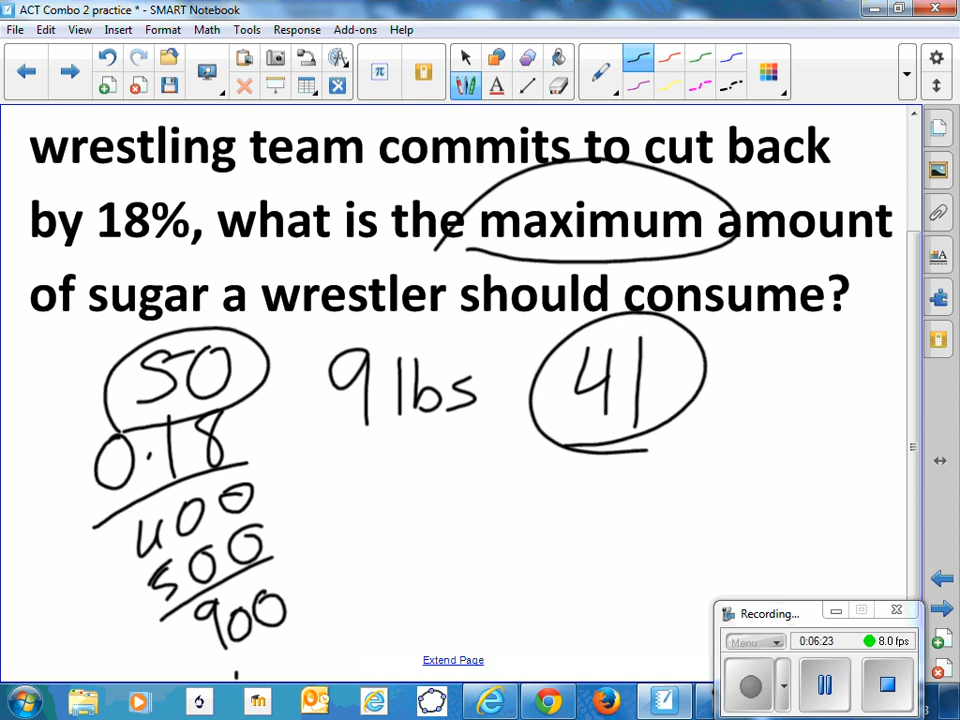 ACT Combo 2 practice * - SMART Notebook
File Edit View Insert Format Math Tools Response Add-ons Help
wrestling team commits to cut back
by 18%, what is the maximum amount
of sugar a wrestler should consume?
50 9 lbs 41
0.18
400
500
900
Extend Page
Recording...
Menu 0:06:23 8.0 fps